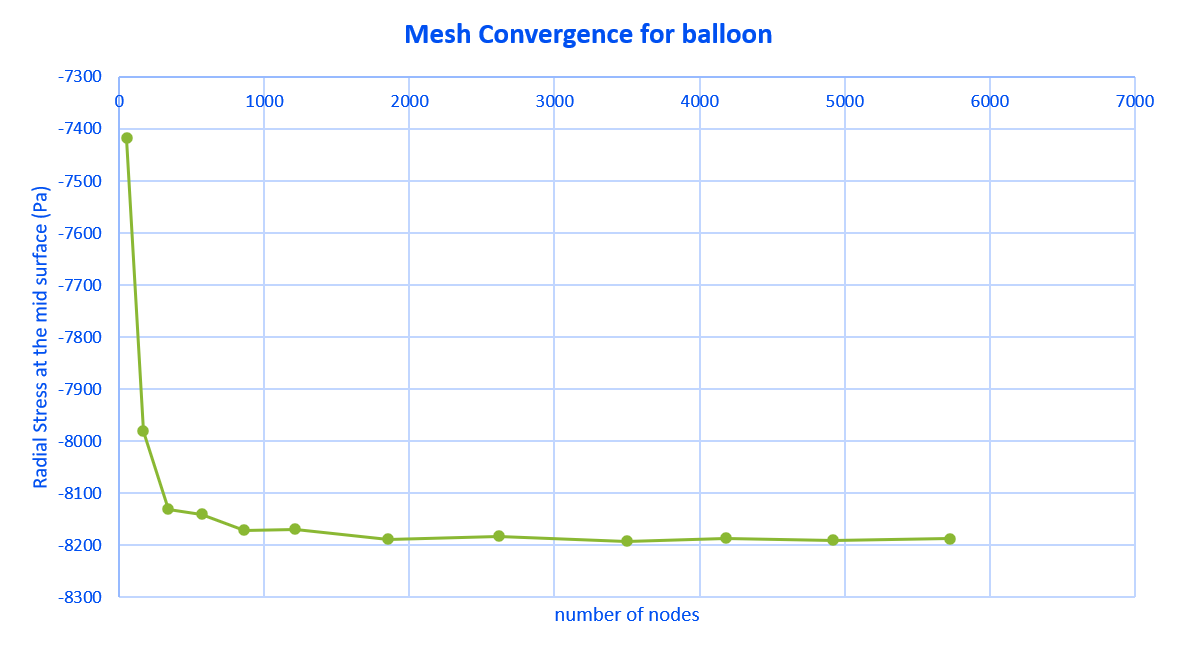 Mesh Convergence for balloon
-7300
0 1000 2000 3000 4000 5000 6000 7000
-7400
-7500
-7600
-7700
-7800
-7900
-8000
-8100
-8200
-8300
Radial Stress at the mid surface (Pa)
number of nodes